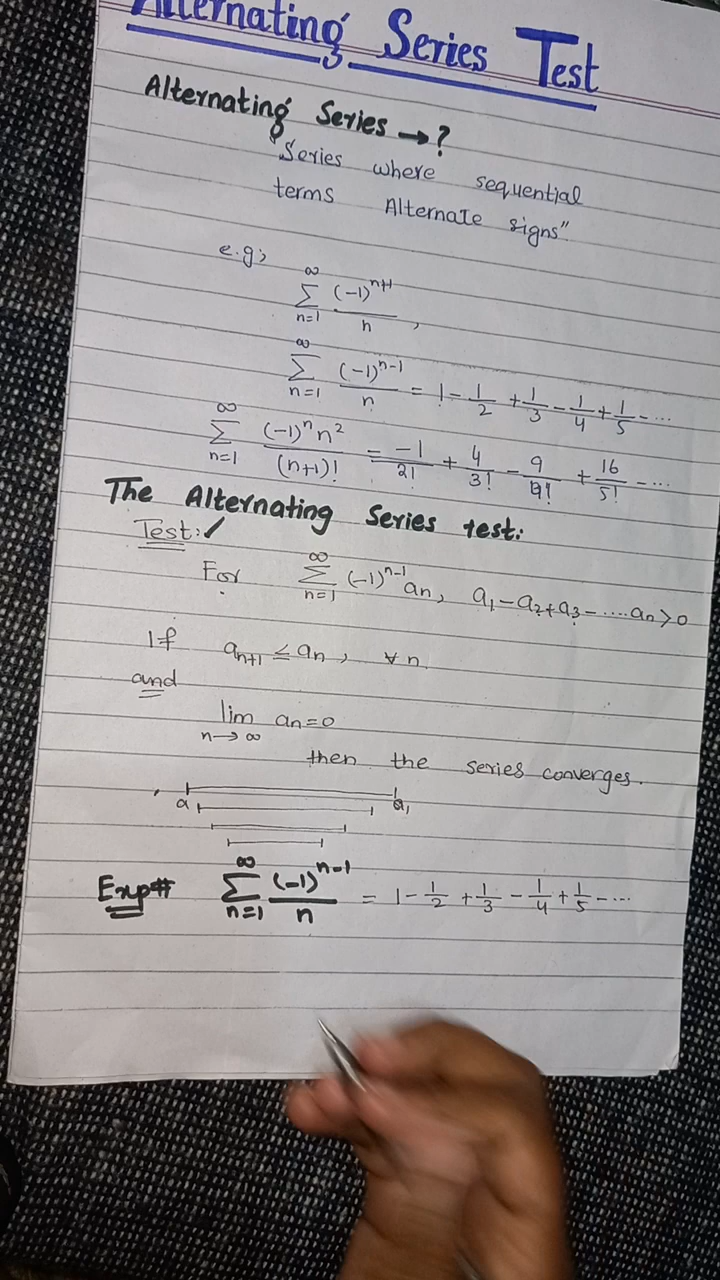 Alternating Series Test
Alternating Series → ?
"Series where sequential
terms AlternaTe signs"
e.g;
∞ Σ n=1 (-1)^(n+1) / n ,
∞ Σ n=1 (-1)^(n-1) / n = 1 - 1/2 + 1/3 - 1/4 + 1/5 - ...
∞ Σ n=1 (-1)^n n² / (n+1)! = -1/2! + 4/3! - 9/4! + 16/5! - ...
The Alternating Series test:
Test:✓
For ∞ Σ n=1 (-1)^(n-1) an, a₁-a₂+a₃-....an>0
If a_(n+1) ≤ an, ∀ n
and
lim n→∞ an=0
then the series converges.
a a₁
Exp# ∞ Σ n=1 (-1)^(n-1) / n = 1 - 1/2 + 1/3 - 1/4 + 1/5 - ...